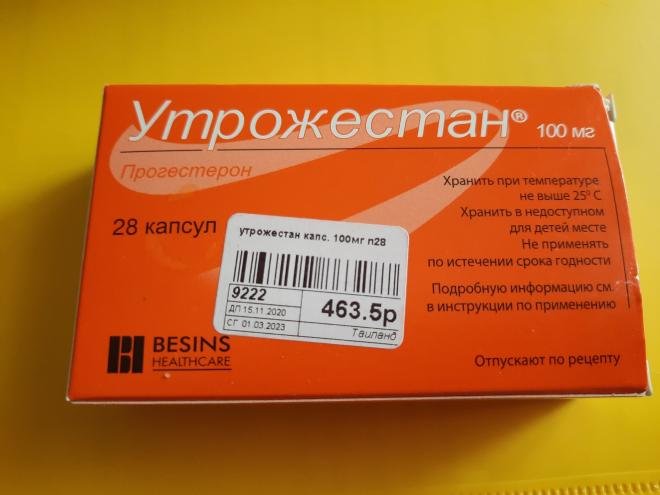 Утрожестан® 100 мг
Прогестерон
28 капсул
Хранить при температуре
не выше 25⁰ С
Хранить в недоступном
для детей месте
Не применять
по истечении срока годности
Подробную информацию см.
в инструкции по применению
утрожестан капс. 100мг n28
9222
ДП 15.11.2020
СГ 01.03.2023
463.5р
Таиланд
BESINS
HEALTHCARE
Отпускают по рецепту